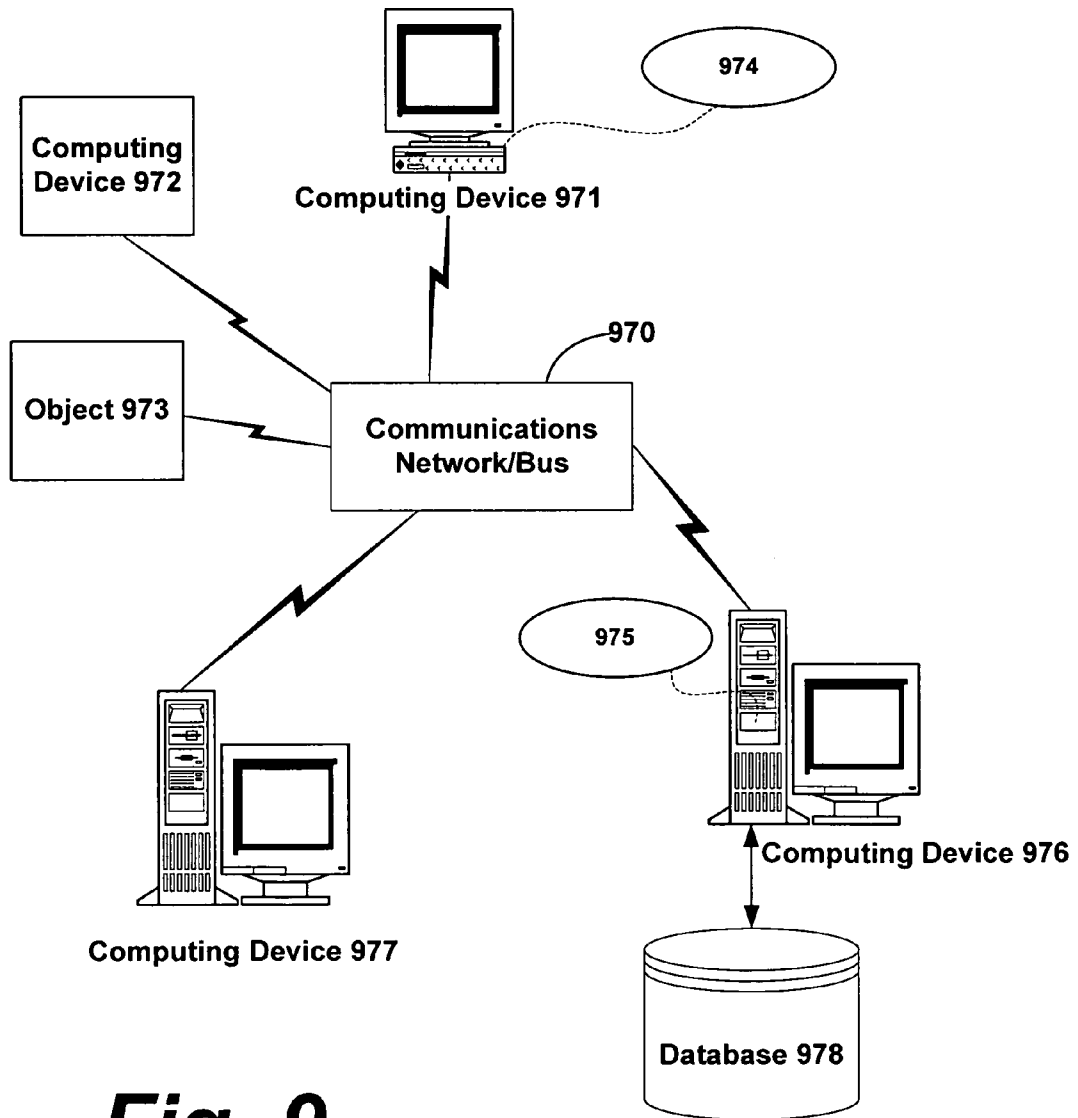 974
Computing
Device 972
Computing Device 971
970
Object 973
Communications
Network/Bus
975
Computing Device 976
Computing Device 977
Database 978
Fig. 9